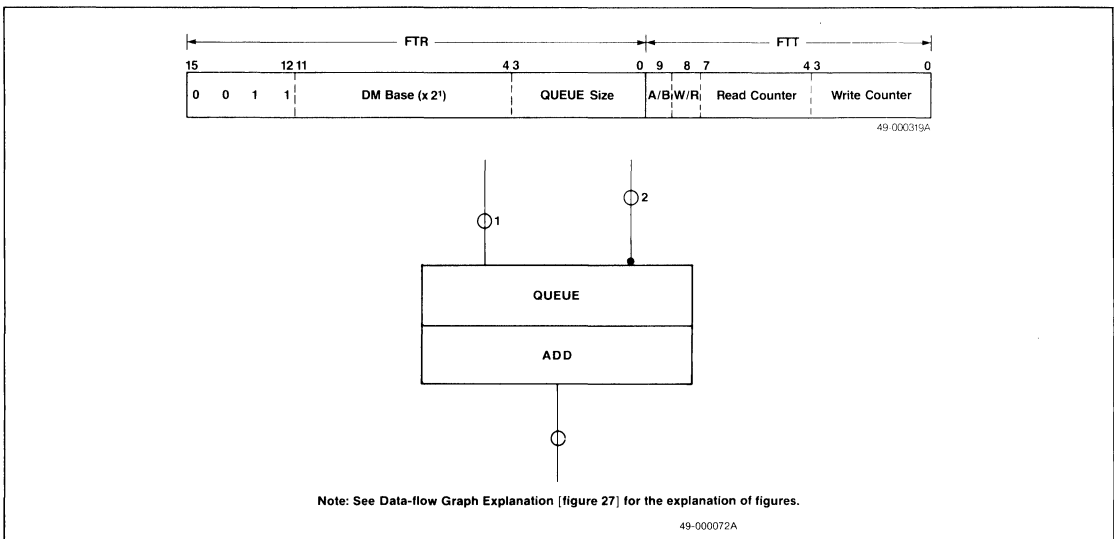 FTR FTT
15 12 11 4 3 0 9 8 7 4 3 0
0 0 1 1 DM Base (x 2¹) QUEUE Size A/B W/R Read Counter Write Counter
49-000319A
1 2
QUEUE
ADD
Note: See Data-flow Graph Explanation [figure 27] for the explanation of figures.
49-000072A